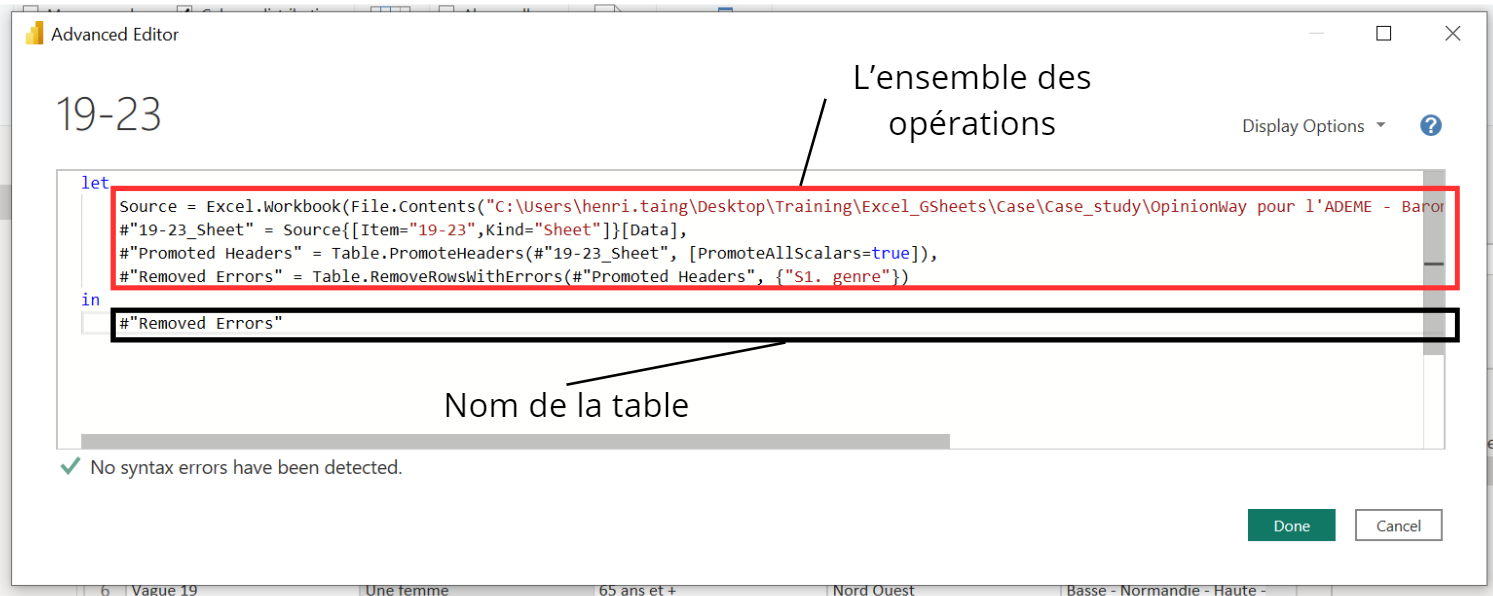 Advanced Editor
L’ensemble des
opérations
19-23
Display Options
?
let
Source = Excel.Workbook(File.Contents("C:\Users\henri.taing\Desktop\Training\Excel_GSheets\Case\Case_study\OpinionWay pour l'ADEME - Baron
#"19-23_Sheet" = Source{[Item="19-23",Kind="Sheet"]}[Data],
#"Promoted Headers" = Table.PromoteHeaders(#"19-23_Sheet", [PromoteAllScalars=true]),
#"Removed Errors" = Table.RemoveRowsWithErrors(#"Promoted Headers", {"S1. genre"})
in
#"Removed Errors"
Nom de la table
No syntax errors have been detected.
Done Cancel
6 Vague 19 Une femme 65 ans et + Nord Ouest Basse - Normandie - Haute -